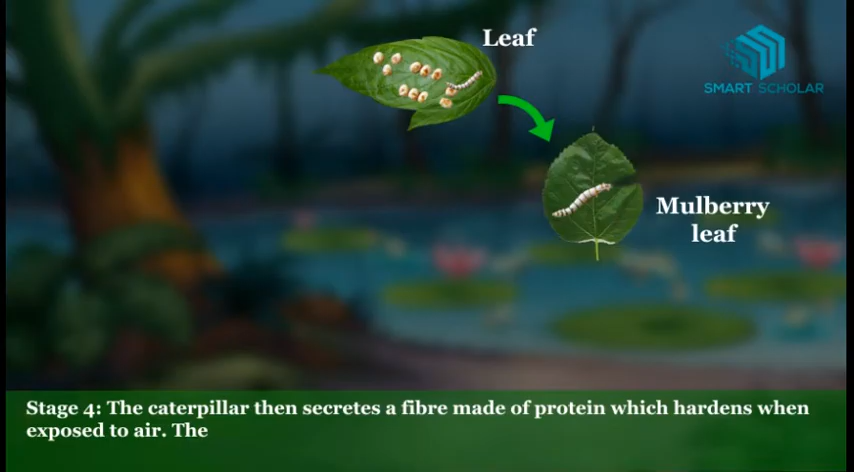 Leaf
SMART SCHOLAR
Mulberry
leaf
Stage 4: The caterpillar then secretes a fibre made of protein which hardens when
exposed to air. The